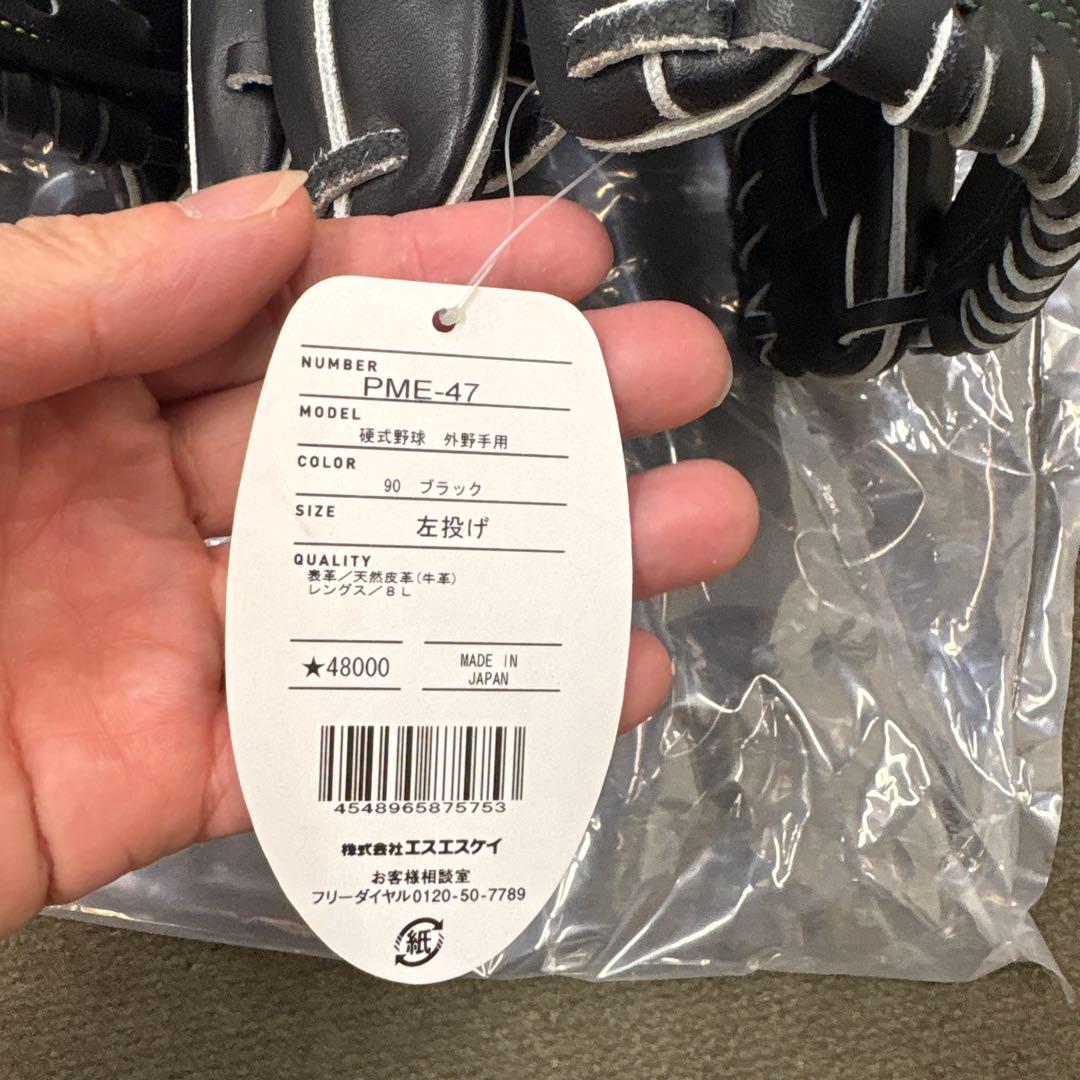 NUMBER
PME-47
MODEL
硬式野球 外野手用
COLOR
90 ブラック
SIZE
左投げ
QUALITY
表革／天然皮革(牛革)
レングス／8L
★48000
MADE IN
JAPAN
4548965875753
株式会社エスエスケイ
お客様相談室
フリーダイヤル0120-50-7789
紙